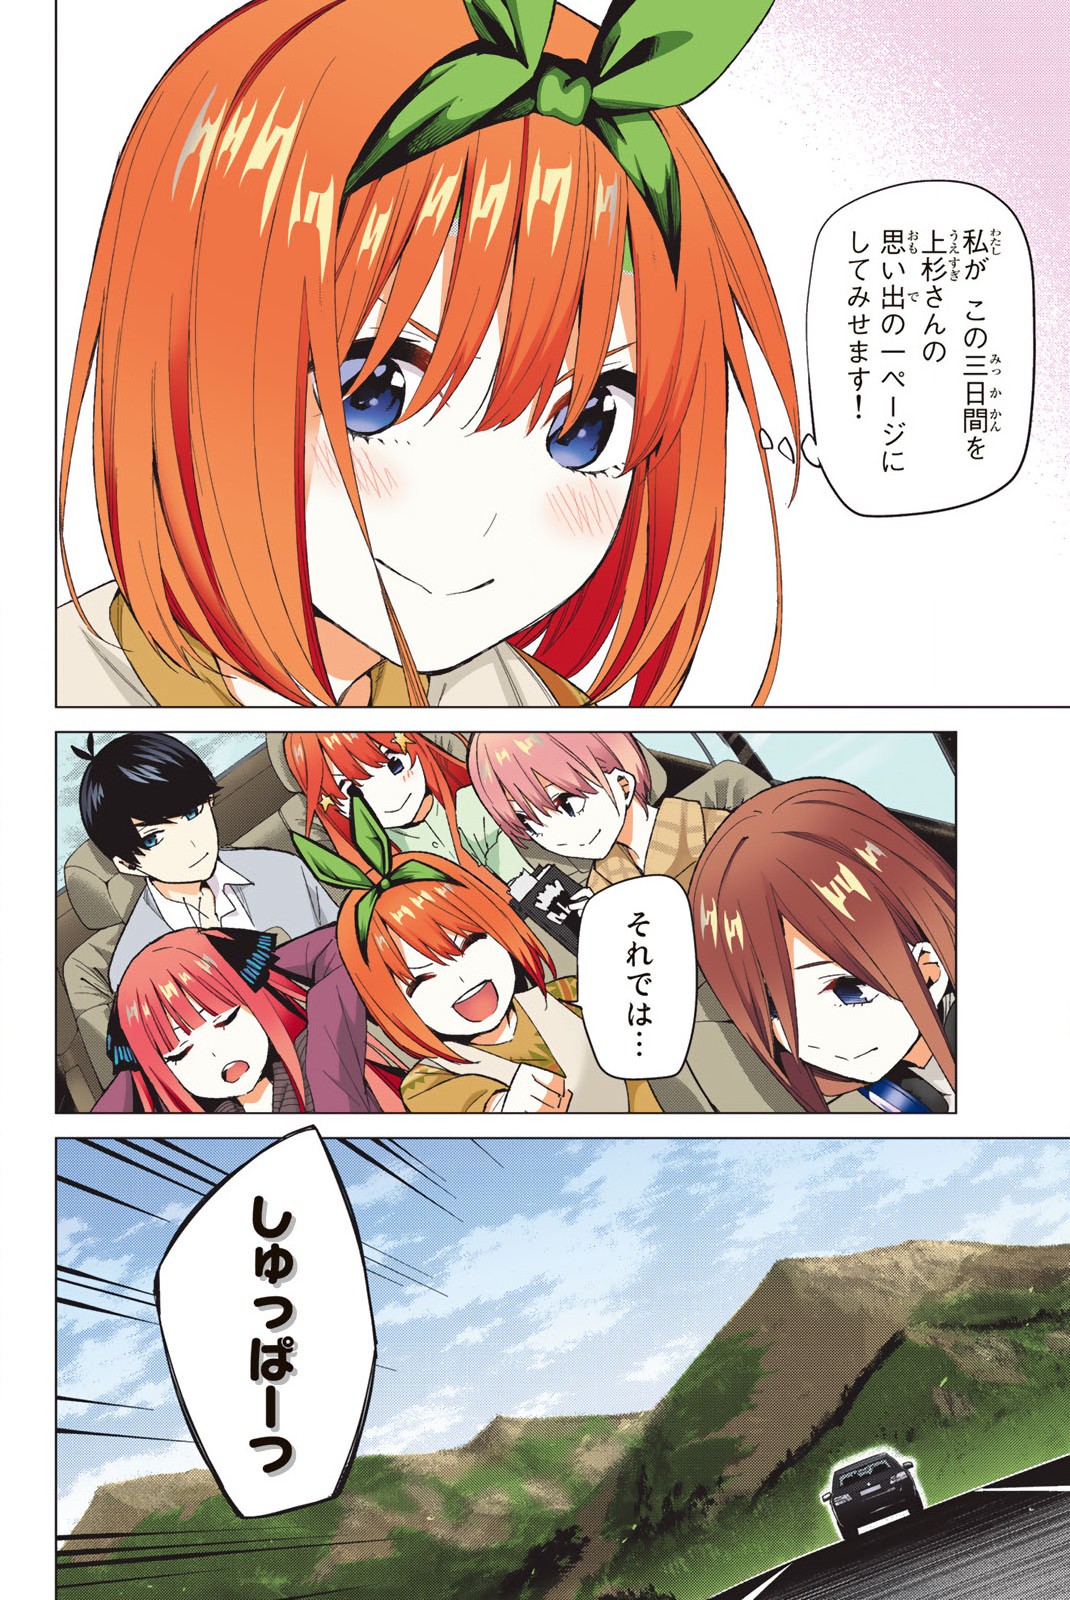 私が この三日間を
上杉さんの
思い出の一ページに
してみせます!
それでは…
しゅっぱーつ